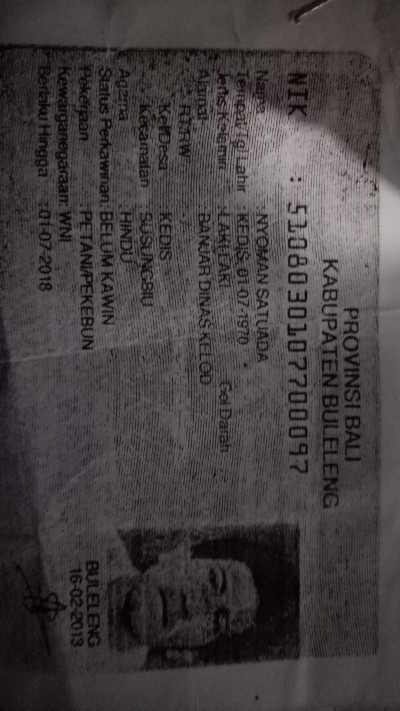 PROVINSI BALI
KABUPATEN BULELENG
NIK : 5108030107700097
Nama : NYOMAN SATUADA
Tempat/Tgl Lahir : KEDIS, 01-07-1970
Jenis Kelamin : LAKI-LAKI Gol Darah
Alamat : BANJAR DINAS KELOD
RT/RW : - / -
Kel/Desa : KEDIS
Kecamatan : BUSUNGBIU
Agama : HINDU
Status Perkawinan : BELUM KAWIN
Pekerjaan : PETANI/PEKEBUN
Kewarganegaraan: WNI
Berlaku Hingga : 01-07-2018
BULELENG
16-02-2013